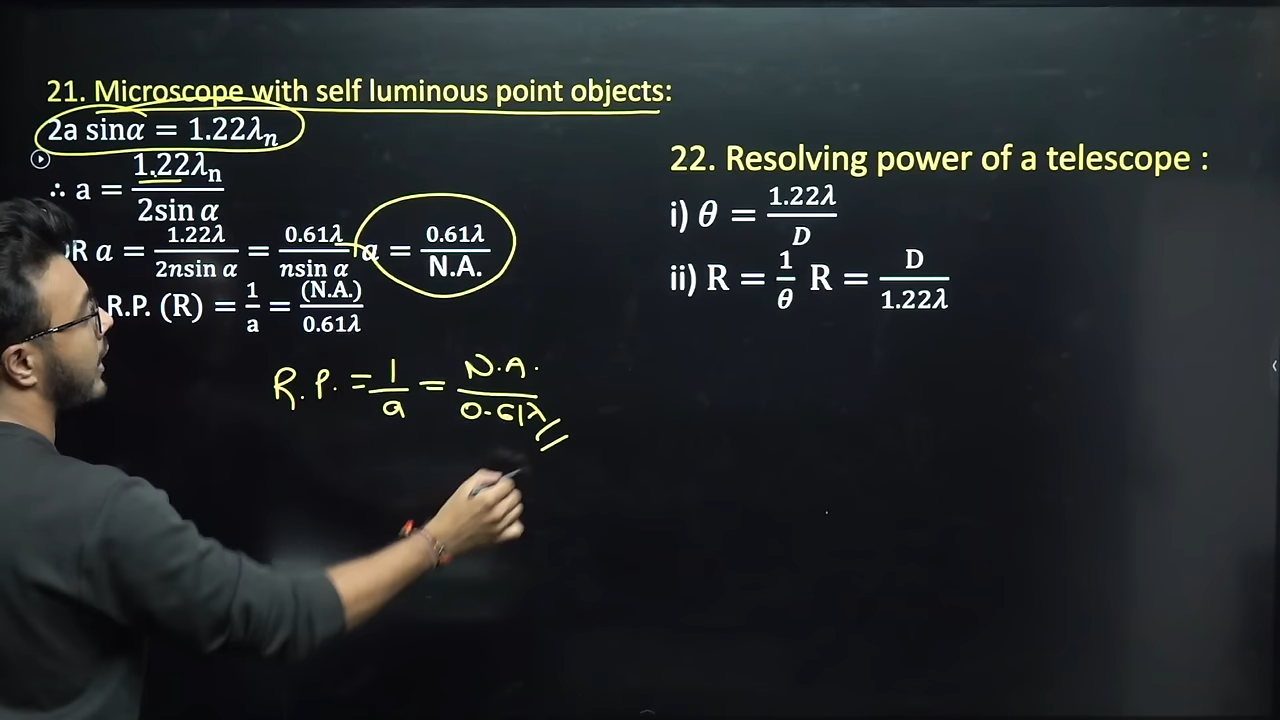 21. Microscope with self luminous point objects:
2a sinα = 1.22λₙ
∴ a = 1.22λₙ / 2sin α
R a = 1.22λ / 2nsin α = 0.61λ / nsin α a = 0.61λ / N.A.
R.P. (R) = 1/a = (N.A.) / 0.61λ
R.P. = 1/a = N.A. / 0.61λ //
22. Resolving power of a telescope :
i) θ = 1.22λ / D
ii) R = 1/θ R = D / 1.22λ